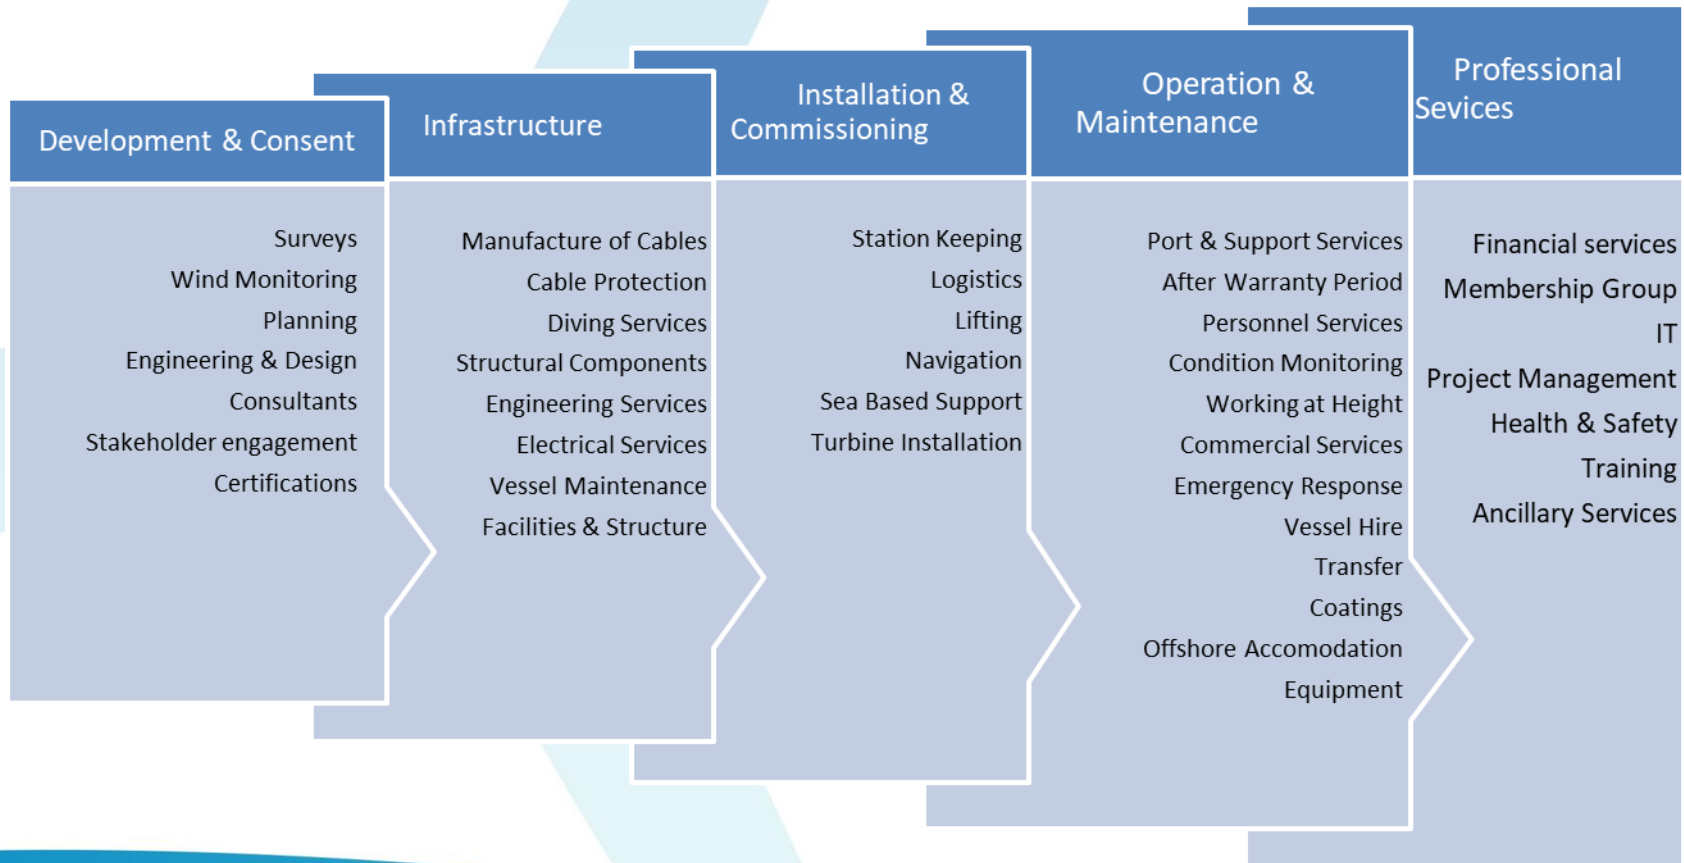 Development & Consent
Surveys
Wind Monitoring
Planning
Engineering & Design
Consultants
Stakeholder engagement
Certifications
Infrastructure
Manufacture of Cables
Cable Protection
Diving Services
Structural Components
Engineering Services
Electrical Services
Vessel Maintenance
Facilities & Structure
Installation &
Commissioning
Station Keeping
Logistics
Lifting
Navigation
Sea Based Support
Turbine Installation
Operation &
Maintenance
Port & Support Services
After Warranty Period
Personnel Services
Condition Monitoring
Working at Height
Commercial Services
Emergency Response
Vessel Hire
Transfer
Coatings
Offshore Accomodation
Equipment
Professional
Sevices
Financial services
Membership Group
IT
Project Management
Health & Safety
Training
Ancillary Services